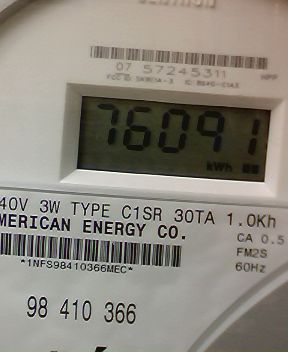 07 57245311
76091
kWh
40V 3W TYPE C1SR 30TA 1.0Kh
MERICAN ENERGY CO.
CA 0.5
FM2S
60Hz
*1NFS98410366MEC*
98 410 366